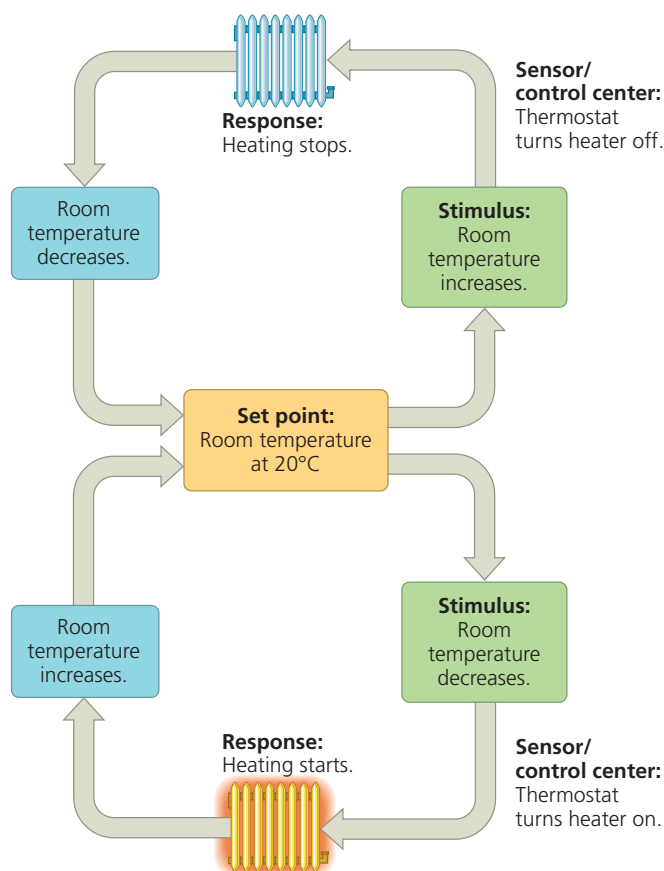 Sensor/
control center:
Thermostat
turns heater off.
Response:
Heating stops.
Room
temperature
decreases.
Stimulus:
Room
temperature
increases.
Set point:
Room temperature
at 20°C
Room
temperature
increases.
Stimulus:
Room
temperature
decreases.
Response:
Heating starts.
Sensor/
control center:
Thermostat
turns heater on.